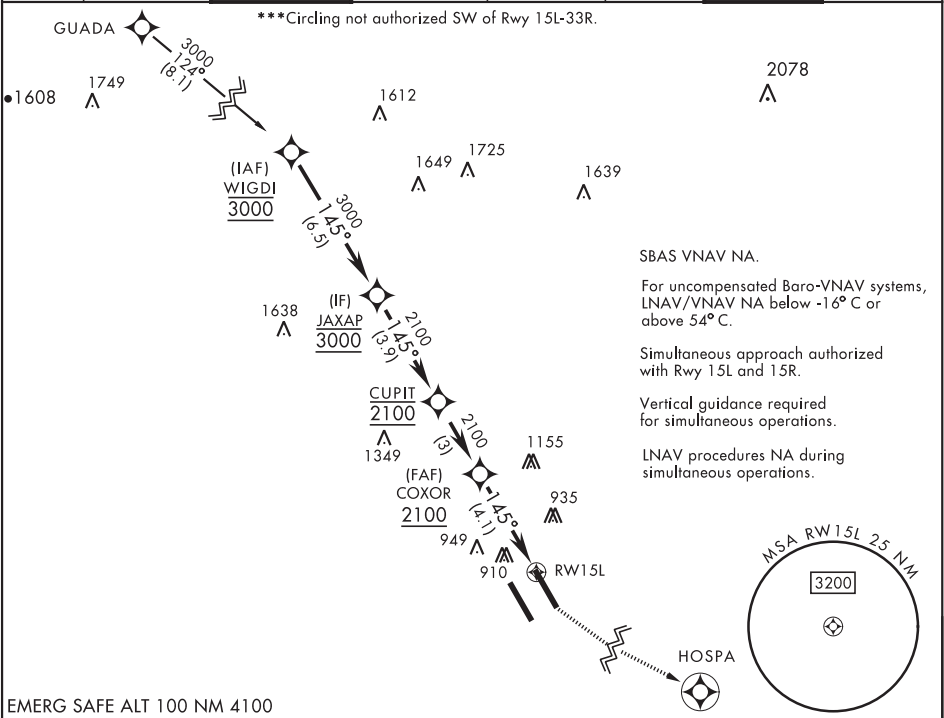 ***Circling not authorized SW of Rwy 15L-33R.
GUADA
3000
124°
(8.1)
1608
1749
1612
2078
1649
1725
1639
(IAF)
WIGDI
3000
3000
145°
(6.5)
SBAS VNAV NA.
For uncompensated Baro-VNAV systems,
LNAV/VNAV NA below -16° C or
above 54° C.
Simultaneous approach authorized
with Rwy 15L and 15R.
Vertical guidance required
for simultaneous operations.
LNAV procedures NA during
simultaneous operations.
1638
(IF)
JAXAP
3000
2100
145°
(3.9)
CUPIT
2100
1349
2100
(3)
1155
(FAF)
COXOR
2100
145°
(4.1)
935
949
910
RW15L
MSA RW15L 25 NM
3200
HOSPA
EMERG SAFE ALT 100 NM 4100